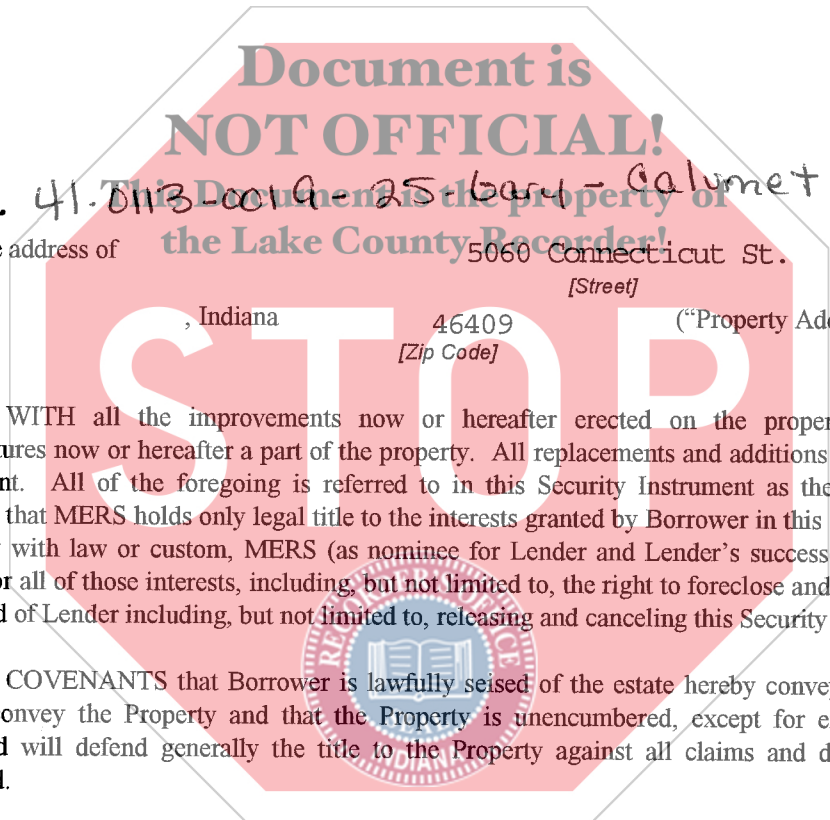 Document is
NOT OFFICIAL!
This Document is the property of
the Lake County Recorder!
. 41-0113-0019-25-Gary-Calumet
e address of 5060 Connecticut St.
[Street]
, Indiana 46409 ("Property Add
[Zip Code]
STOP
WITH all the improvements now or hereafter erected on the proper
tures now or hereafter a part of the property. All replacements and additions
nt. All of the foregoing is referred to in this Security Instrument as the
that MERS holds only legal title to the interests granted by Borrower in this
with law or custom, MERS (as nominee for Lender and Lender's success
or all of those interests, including, but not limited to, the right to foreclose and
d of Lender including, but not limited to, releasing and canceling this Security
COVENANTS that Borrower is lawfully seised of the estate hereby convey
onvey the Property and that the Property is unencumbered, except for e
d will defend generally the title to the Property against all claims and d
d.
RECORDER'S OFFICE
INDIANA